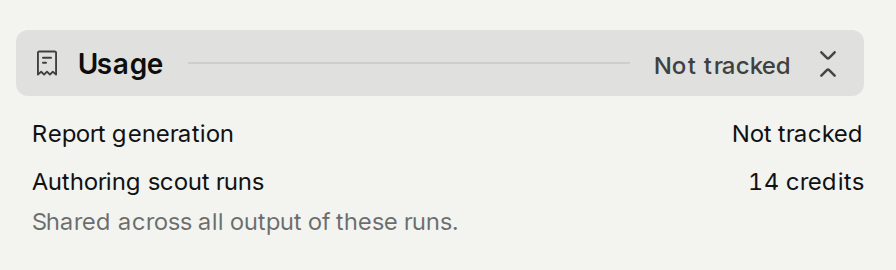 Usage Not tracked
Report generation Not tracked
Authoring scout runs 14 credits
Shared across all output of these runs.